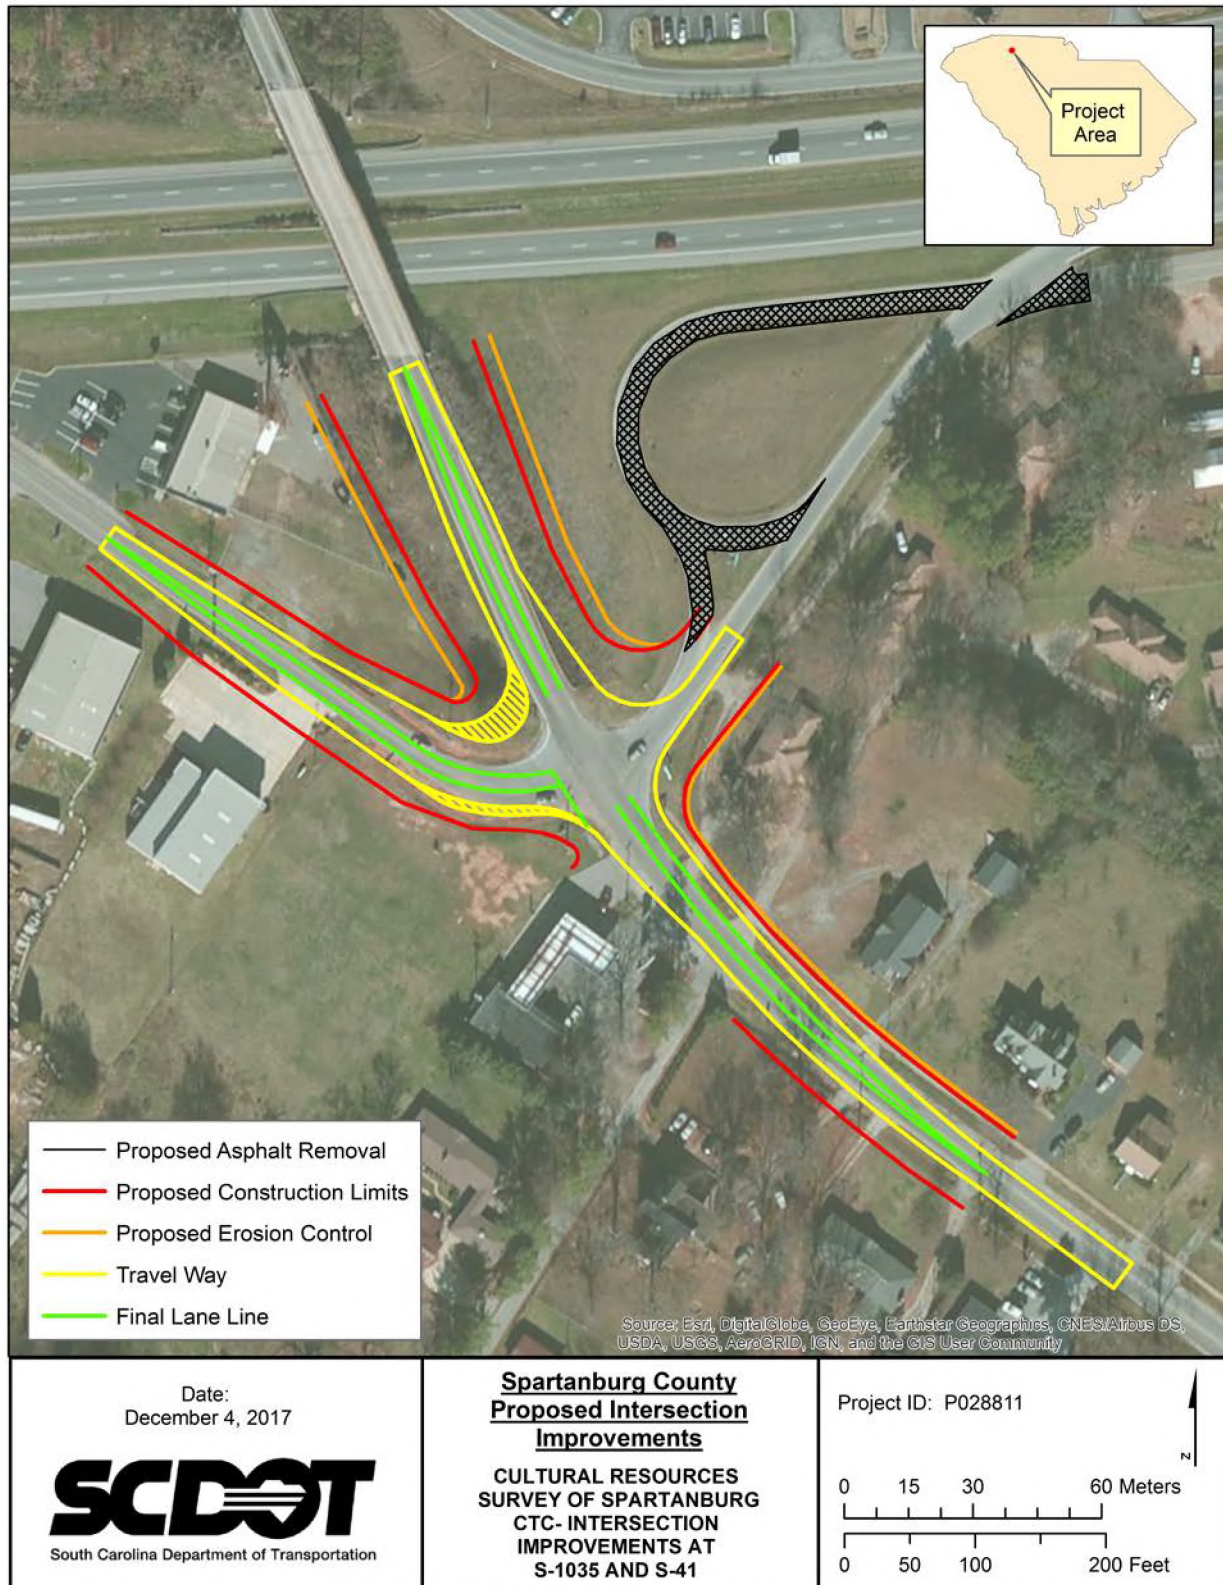 Project
Area
Proposed Asphalt Removal
Proposed Construction Limits
Proposed Erosion Control
Travel Way
Final Lane Line
Source: Esri, DigitalGlobe, GeoEye, Earthstar Geographics, CNES/Airbus DS,
USDA, USGS, AeroGRID, IGN, and the GIS User Community
Date:
December 4, 2017
SCDOT
South Carolina Department of Transportation
Spartanburg County
Proposed Intersection
Improvements
CULTURAL RESOURCES
SURVEY OF SPARTANBURG
CTC- INTERSECTION
IMPROVEMENTS AT
S-1035 AND S-41
Project ID: P028811
N
0 15 30 60 Meters
0 50 100 200 Feet